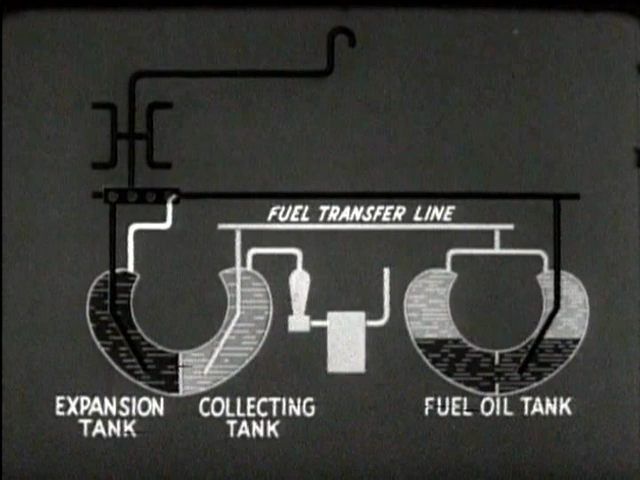 FUEL TRANSFER LINE
EXPANSION
TANK
COLLECTING
TANK
FUEL OIL TANK